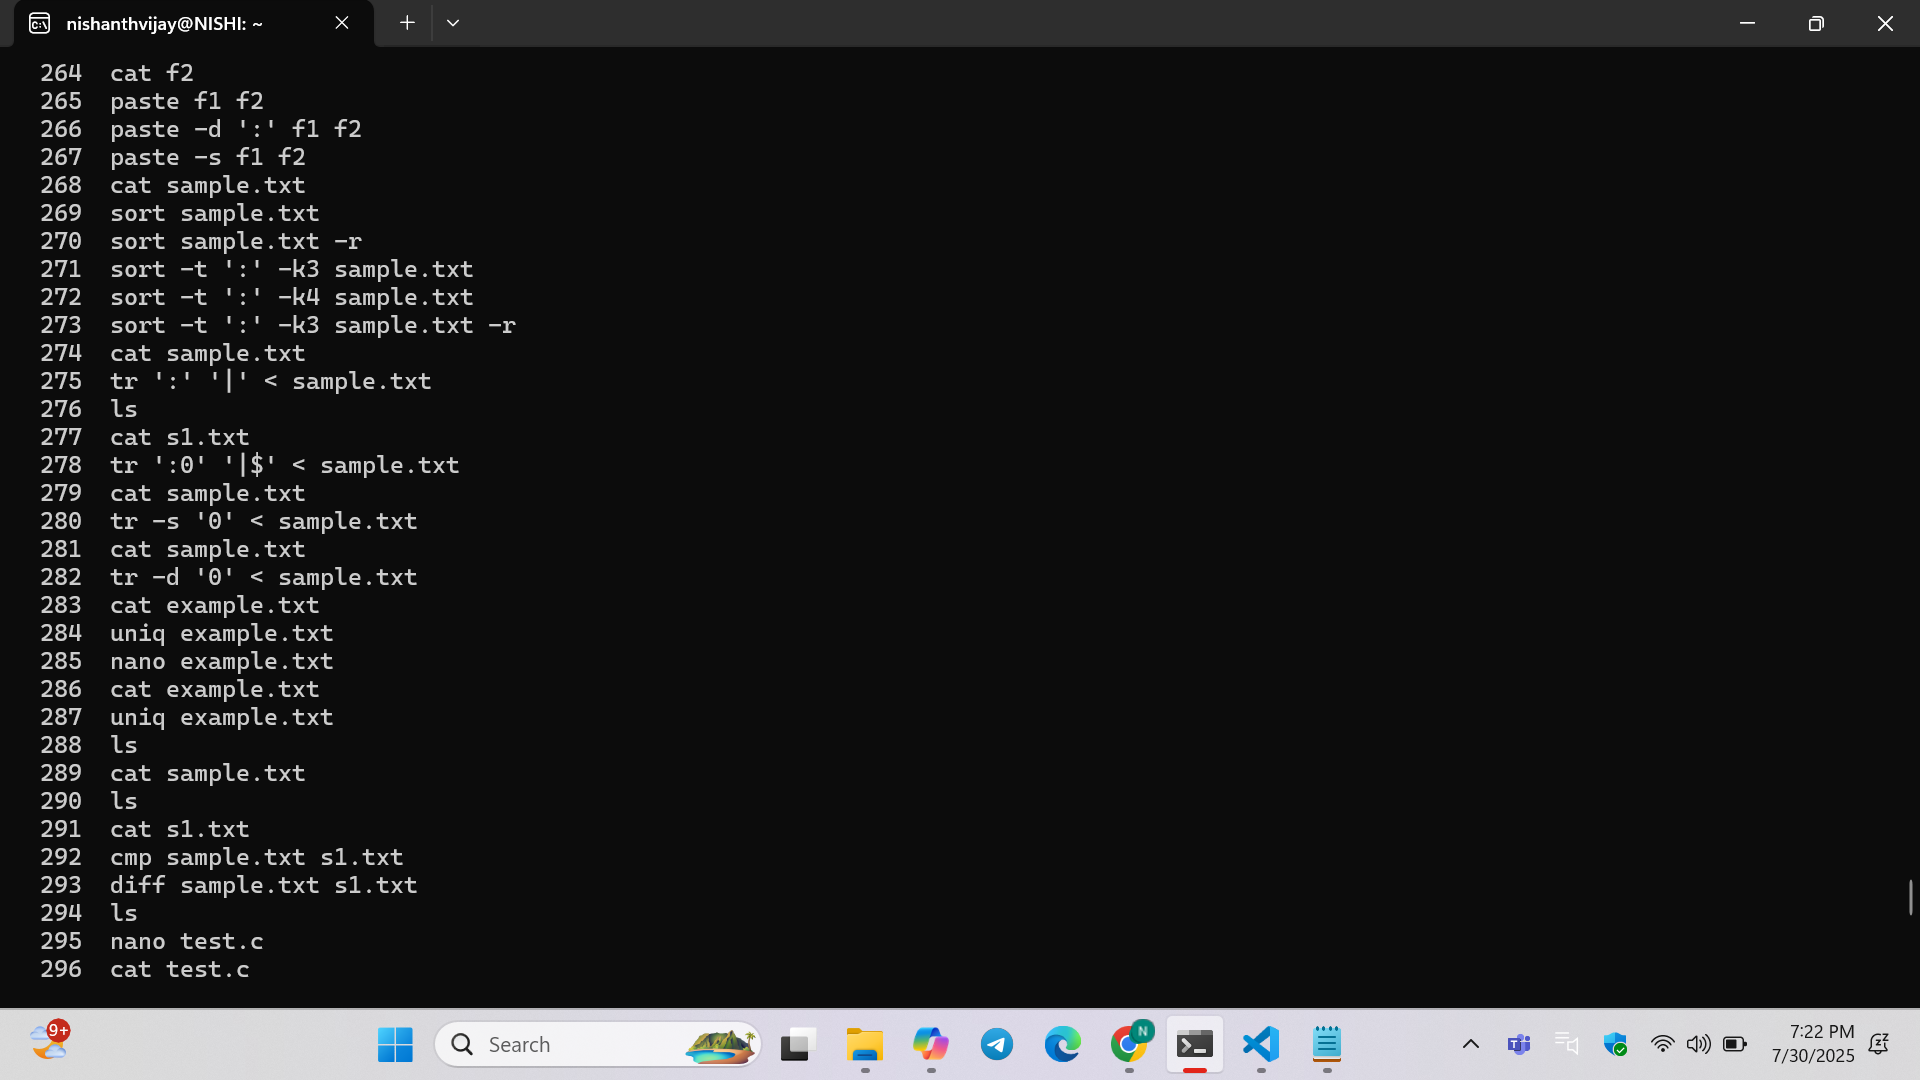 nishanthvijay@NISHI: ~
264 cat f2
265 paste f1 f2
266 paste -d ':' f1 f2
267 paste -s f1 f2
268 cat sample.txt
269 sort sample.txt
270 sort sample.txt -r
271 sort -t ':' -k3 sample.txt
272 sort -t ':' -k4 sample.txt
273 sort -t ':' -k3 sample.txt -r
274 cat sample.txt
275 tr ':' '|' < sample.txt
276 ls
277 cat s1.txt
278 tr ':0' '|$' < sample.txt
279 cat sample.txt
280 tr -s '0' < sample.txt
281 cat sample.txt
282 tr -d '0' < sample.txt
283 cat example.txt
284 uniq example.txt
285 nano example.txt
286 cat example.txt
287 uniq example.txt
288 ls
289 cat sample.txt
290 ls
291 cat s1.txt
292 cmp sample.txt s1.txt
293 diff sample.txt s1.txt
294 ls
295 nano test.c
296 cat test.c
9+
Search
N
7:22 PM
7/30/2025